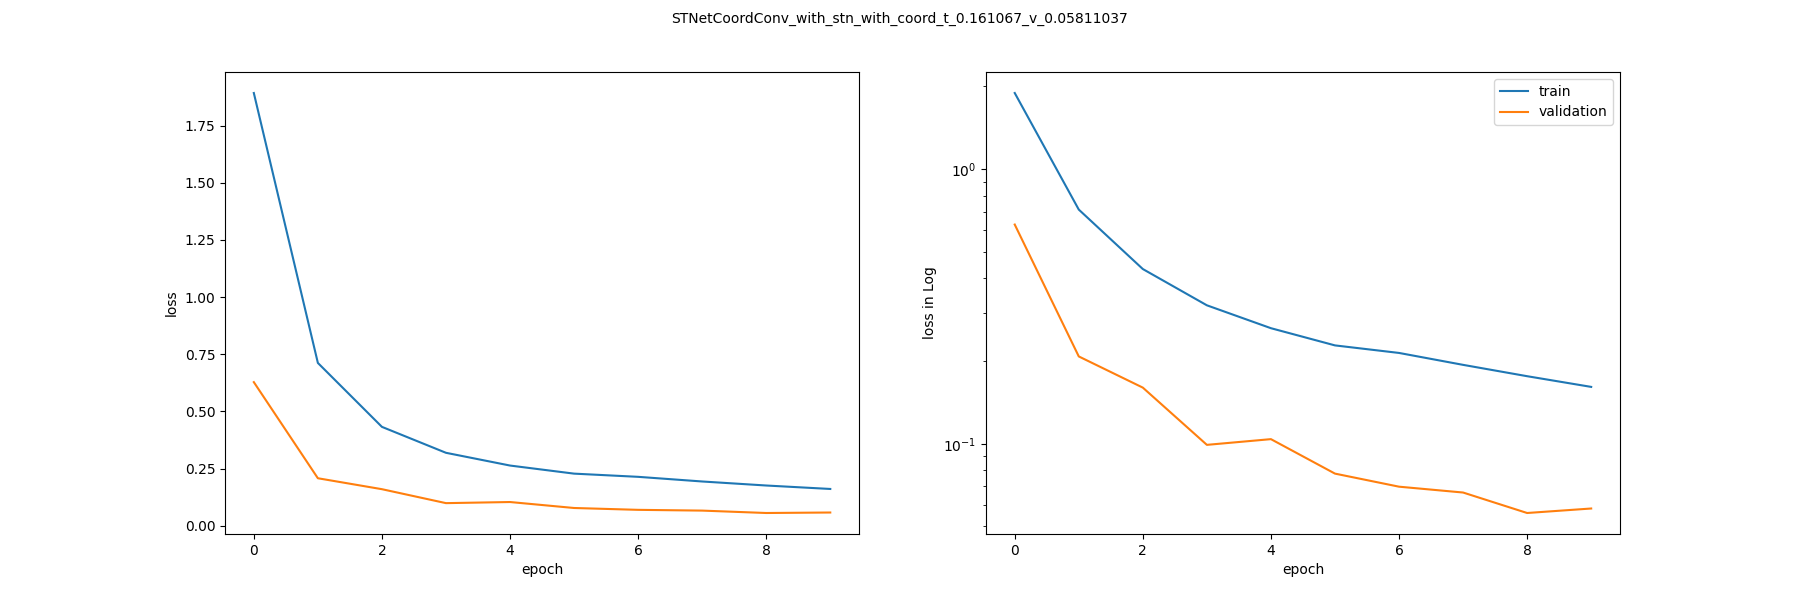 STNetCoordConv_with_stn_with_coord_t_0.161067_v_0.05811037
1.75
1.50
1.25
1.00
0.75
0.50
0.25
0.00
loss
0 2 4 6 8
epoch
train
validation
10⁰
10⁻¹
loss in Log
0 2 4 6 8
epoch